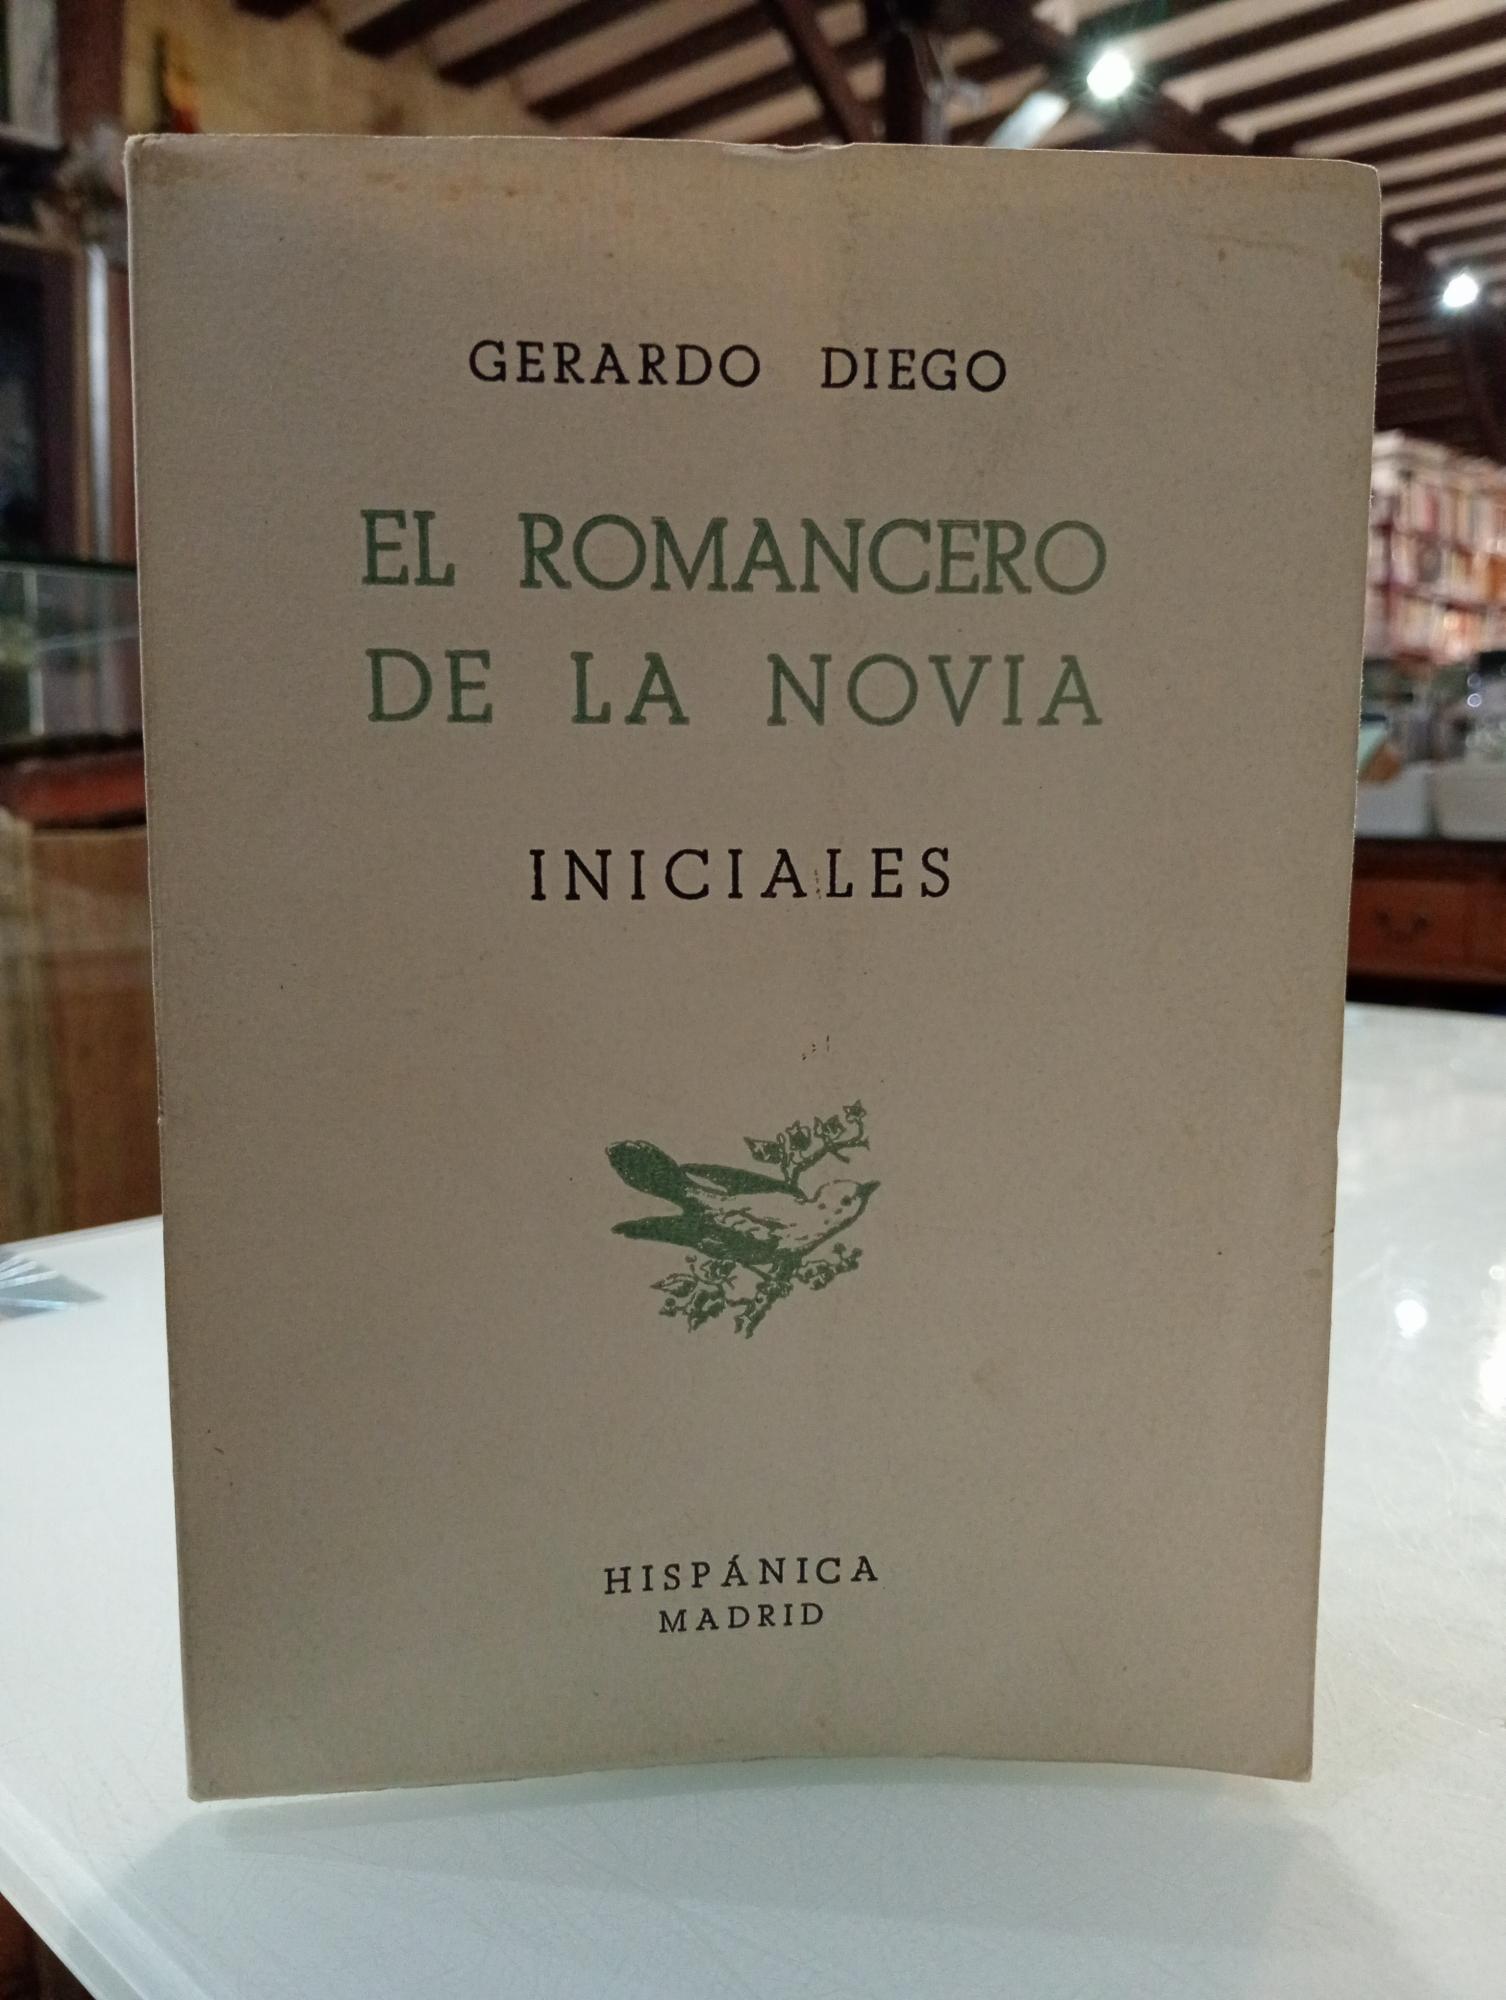 GERARDO DIEGO
EL ROMANCERO
DE LA NOVIA
INICIALES
HISPÁNICA
MADRID